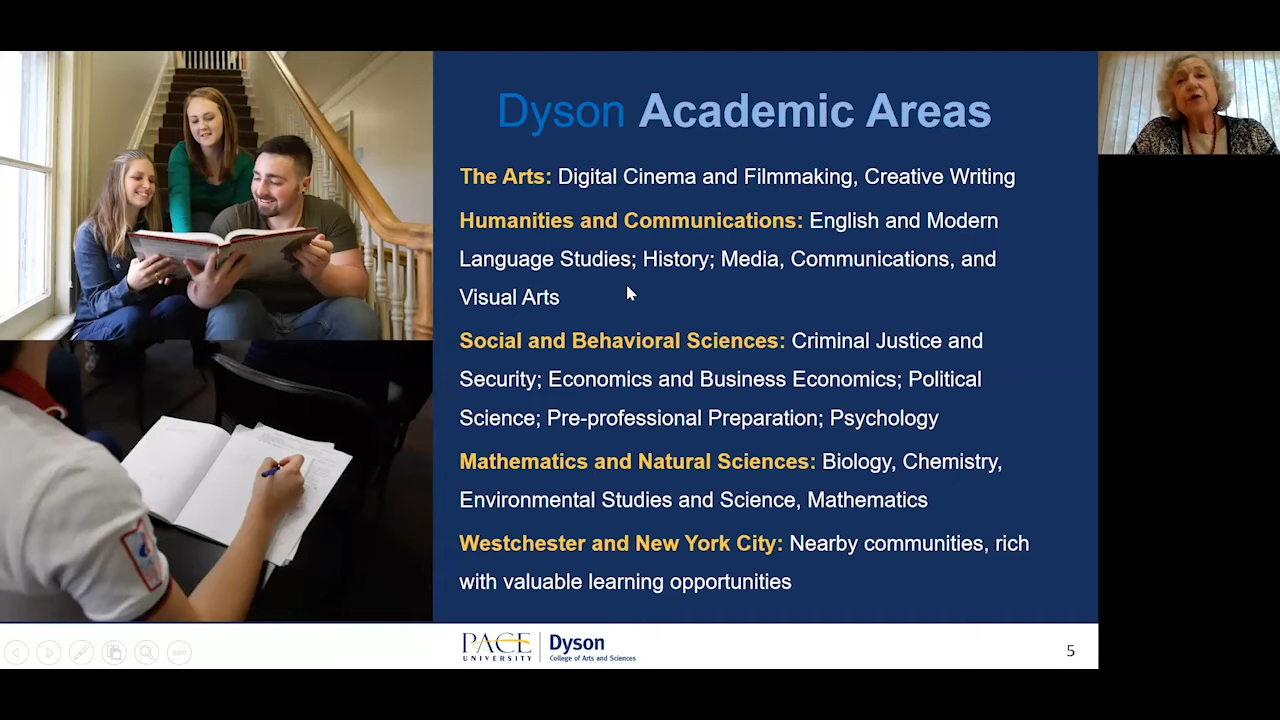 Dyson Academic Areas
The Arts: Digital Cinema and Filmmaking, Creative Writing
Humanities and Communications: English and Modern
Language Studies; History; Media, Communications, and
Visual Arts
Social and Behavioral Sciences: Criminal Justice and
Security; Economics and Business Economics; Political
Science; Pre-professional Preparation; Psychology
Mathematics and Natural Sciences: Biology, Chemistry,
Environmental Studies and Science, Mathematics
Westchester and New York City: Nearby communities, rich
with valuable learning opportunities
PACE
UNIVERSITY
Dyson
College of Arts and Sciences
5